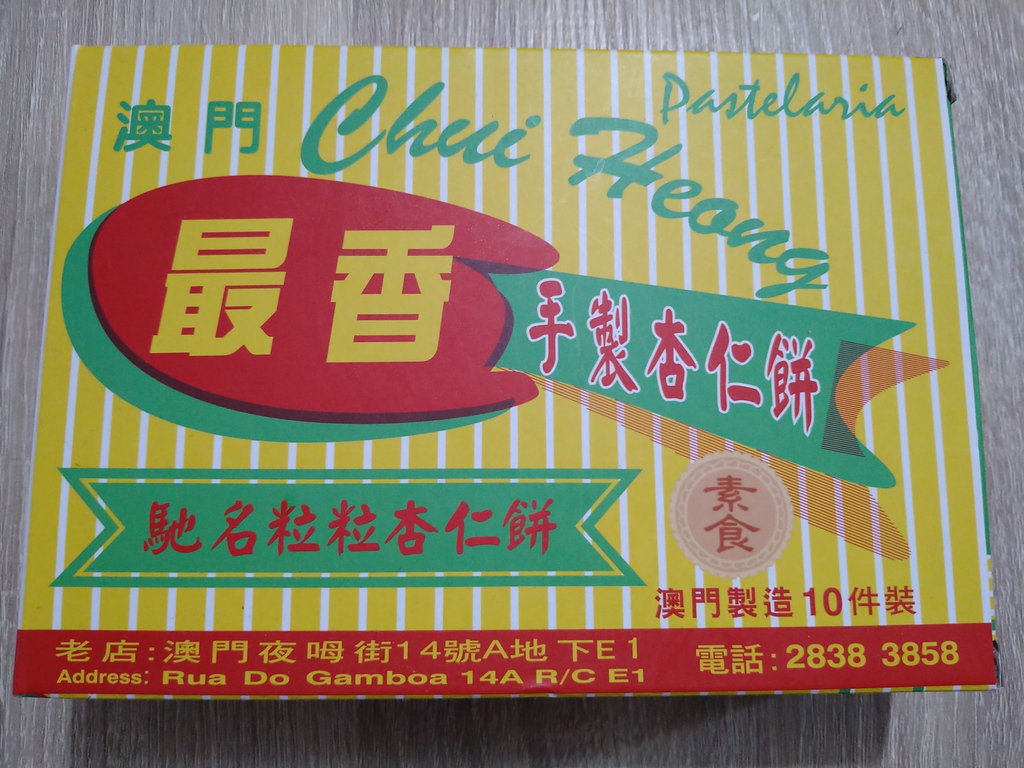 澳門 Chui Heong
Pastelaria
最香
手製杏仁餅
馳名粒粒杏仁餅
素食
澳門製造10件裝
老店:澳門夜呣街14號A地下E1
電話:2838 3858
Address: Rua Do Gamboa 14A R/C E1